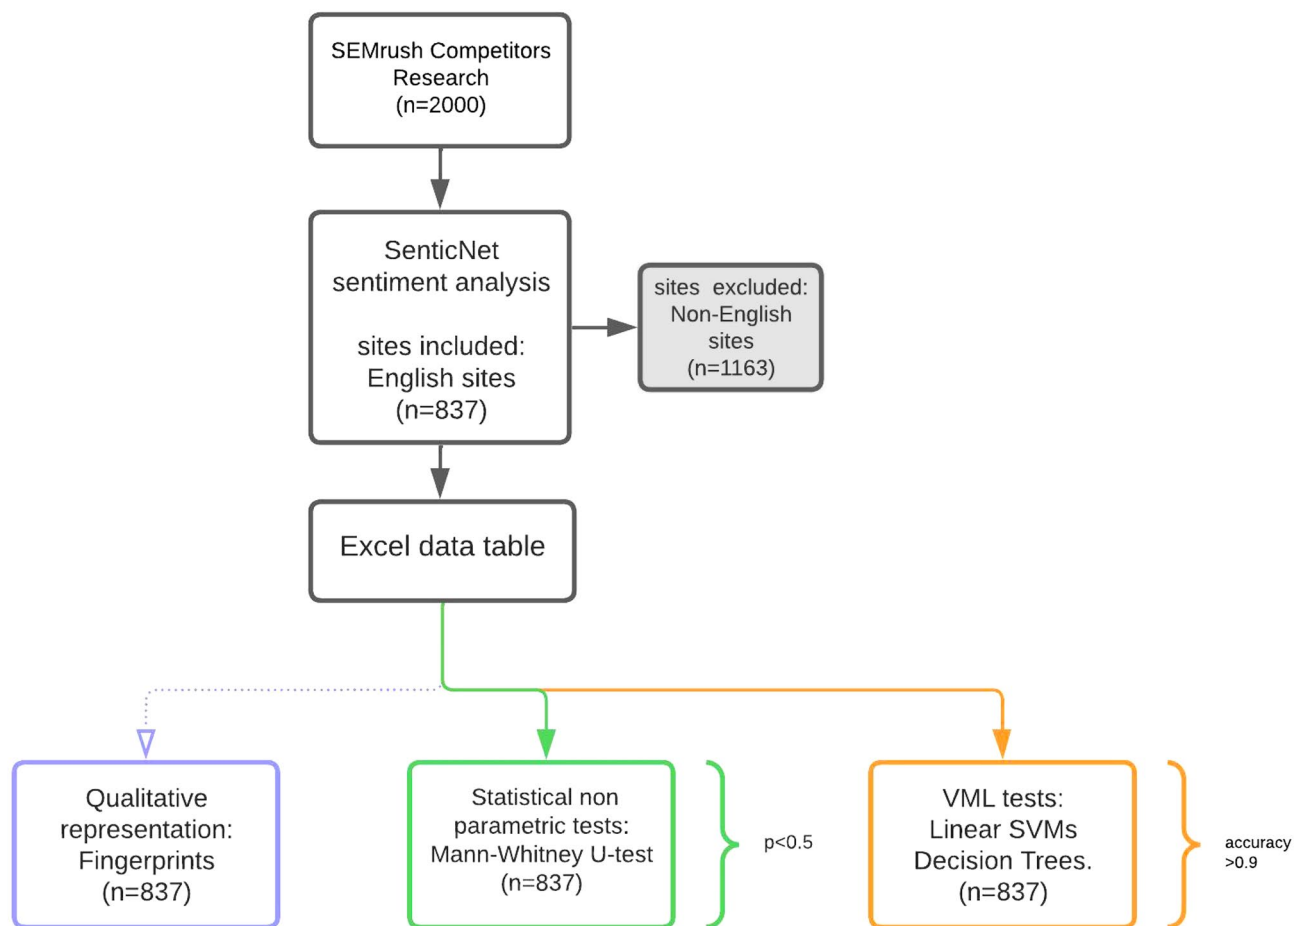 SEMrush Competitors
Research
(n=2000)
SenticNet
sentiment analysis
sites included:
English sites
(n=837)
sites excluded:
Non-English
sites
(n=1163)
Excel data table
Qualitative
representation:
Fingerprints
(n=837)
Statistical non
parametric tests:
Mann-Whitney U-test
(n=837)
p<0.5
VML tests:
Linear SVMs
Decision Trees.
(n=837)
accuracy
>0.9